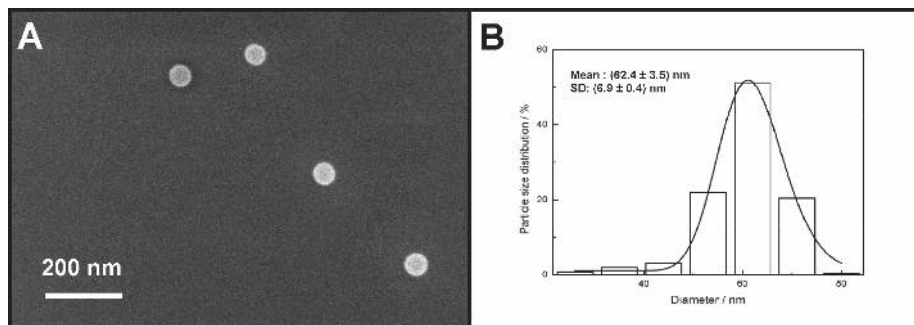 A
200 nm
B
Mean : (62.4 ± 3.5) nm
SD: (6.9 ± 0.4) nm
60
40
20
0
Particle size distribution / %
40
60
80
Diameter / nm